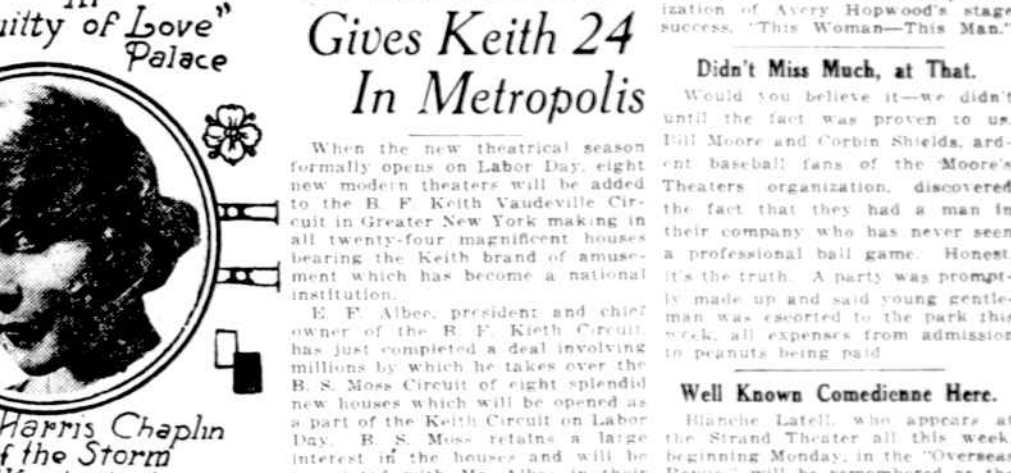 In
uilty of Love"
Palace
Harris Chaplin
f the Storm
Gives Keith 24
In Metropolis
When the new theatrical season
formally opens on Labor Day, eight
new modern theaters will be added
to the B. F. Keith Vaudeville Cir-
cuit in Greater New York making in
all twenty-four magnificent houses
bearing the Keith brand of amuse-
ment which has become a national
institution.
E. F. Albee, president and chief
owner of the B. F. Kieth Circuit,
has just completed a deal involving
millions by which he takes over the
B. S. Moss Circuit of eight splendid
new houses which will be opened as
a part of the Keith Circuit on Labor
Day. B. S. Moss retains a large
interest in the houses and will be
ization of Avery Hopwood's stage
success, "This Woman—This Man."
Didn't Miss Much, at That.
Would you believe it—we didn't
until the fact was proven to us.
Bill Moore and Corbin Shields, ard-
ent baseball fans of the Moore's
Theaters organization, discovered
the fact that they had a man in
their company who has never seen
a professional ball game. Honest,
it's the truth. A party was prompt-
ly made up and said young gentle-
man was escorted to the park this
week, all expenses from admission
to peanuts being paid
Well Known Comedienne Here.
Blanche Latell, who appears at
the Strand Theater all this week
beginning Monday, in the "Overseas